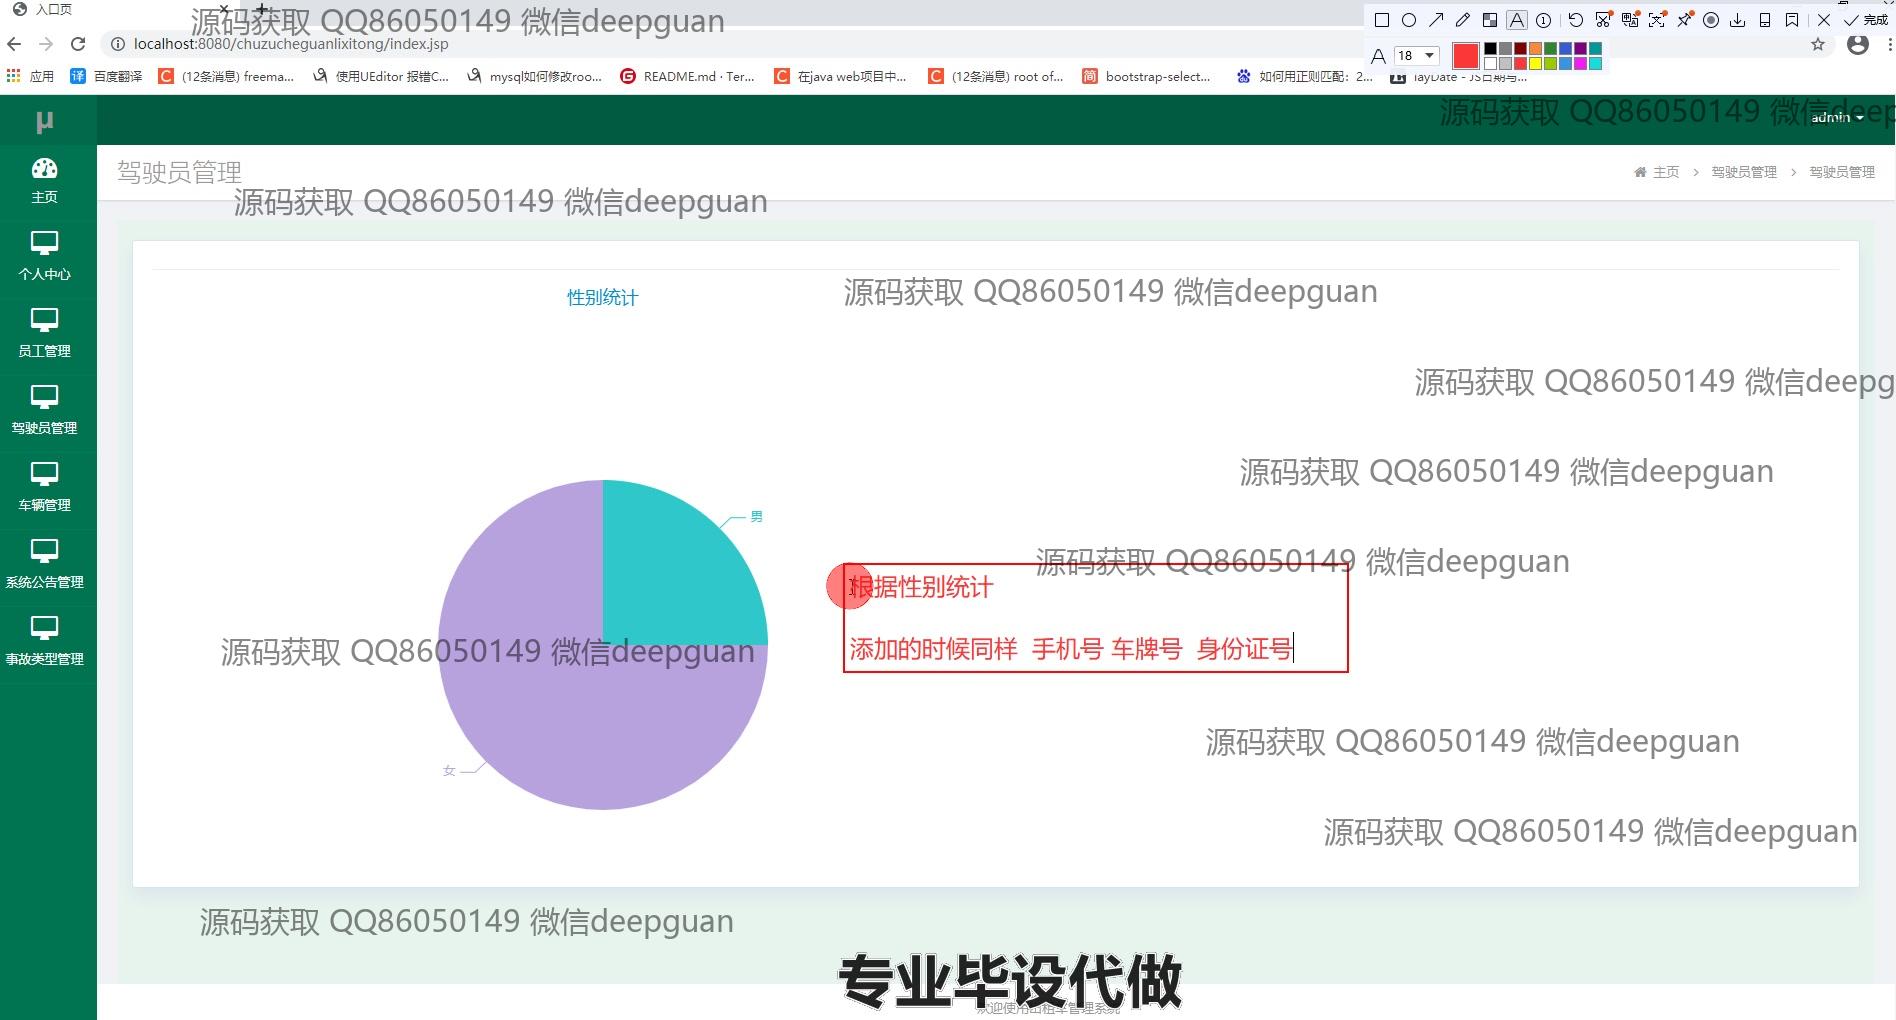 入口页
源码获取 QQ86050149 微信deepguan
18
完成
localhost:8080/chuzucheguanlixitong/index.jsp
应用
百度翻译
(12条消息) freema...
使用UEditor 报错C...
mysql如何修改roo...
README.md · Ter...
在java web项目中...
(12条消息) root of...
bootstrap-select...
如何用正则匹配：2...
layDate - JS日期与...
源码获取 QQ86050149 微信deep
μ
admin
驾驶员管理
主页 > 驾驶员管理 > 驾驶员管理
源码获取 QQ86050149 微信deepguan
主页
个人中心
员工管理
驾驶员管理
车辆管理
系统公告管理
事故类型管理
性别统计
源码获取 QQ86050149 微信deepguan
源码获取 QQ86050149 微信deepg
源码获取 QQ86050149 微信deepguan
男
源码获取 QQ86050149 微信deepguan
根据性别统计
添加的时候同样 手机号 车牌号 身份证号
源码获取 QQ86050149 微信deepguan
源码获取 QQ86050149 微信deepguan
女
源码获取 QQ86050149 微信deepguan
源码获取 QQ86050149 微信deepguan
专业毕设代做
欢迎使用出租车管理系统